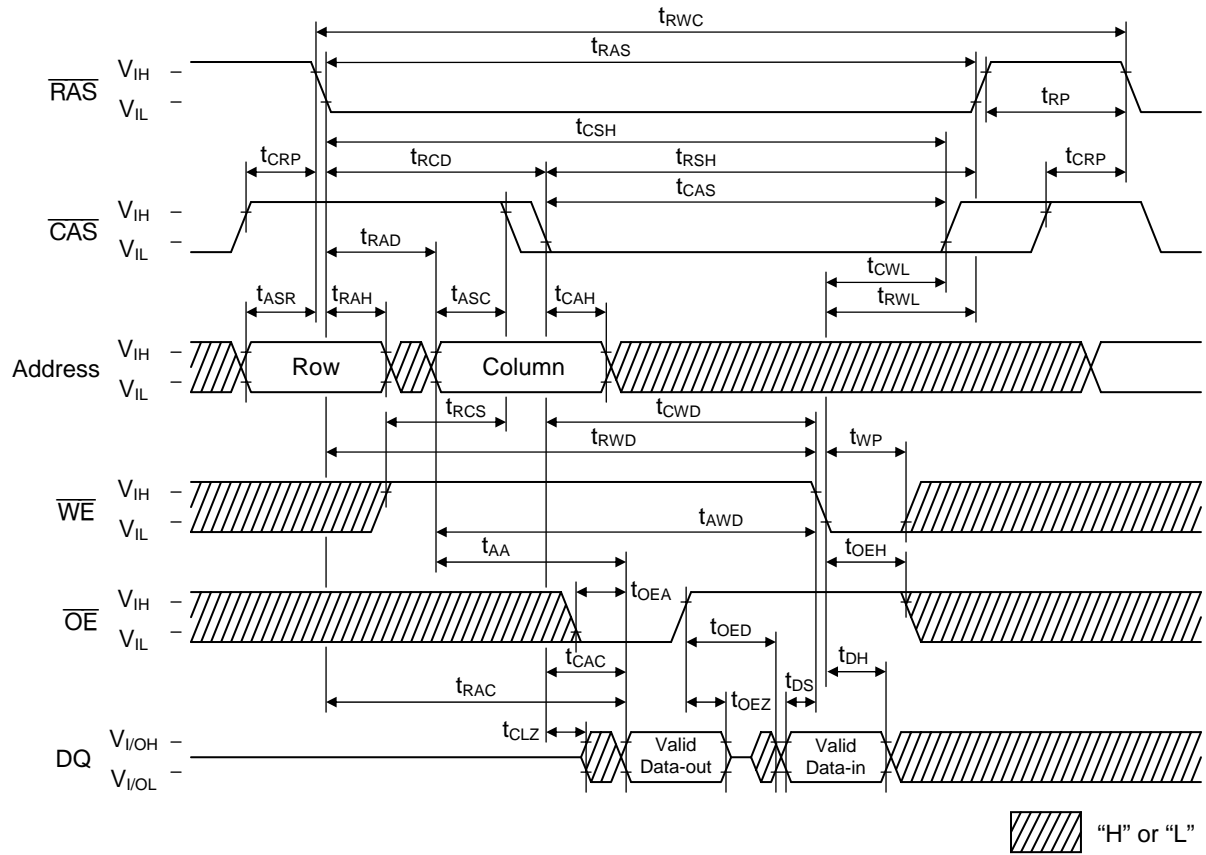 tRWC
tRAS
RAS
VIH
VIL
tRP
tCSH
tCRP
tRCD
tRSH
tCRP
tCAS
CAS
VIH
VIL
tRAD
tCWL
tASR
tRAH
tASC
tCAH
tRWL
Address
VIH
VIL
Row
Column
tRCS
tCWD
tRWD
tWP
WE
VIH
VIL
tAWD
tAA
tOEH
tOEA
OE
VIH
VIL
tOED
tCAC
tDH
tRAC
tOEZ
tDS
tCLZ
DQ
VI/OH
VI/OL
Valid
Data-out
Valid
Data-in
“H” or “L”